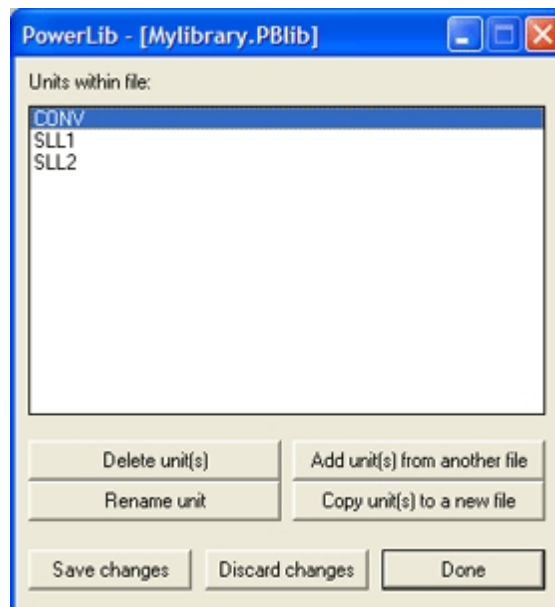 PowerLib - [Mylibrary.PBlib]
Units within file:
CONV
SLL1
SLL2
Delete unit(s)
Add unit(s) from another file
Rename unit
Copy unit(s) to a new file
Save changes
Discard changes
Done